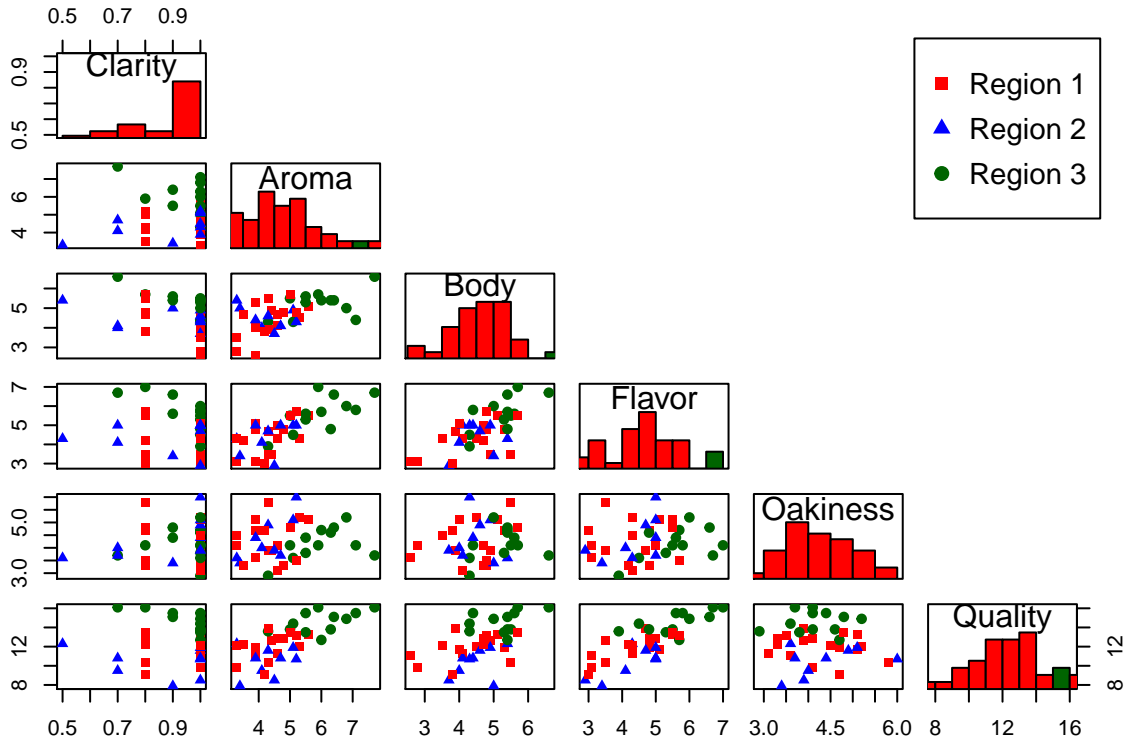 0.5 0.7 0.9
Clarity
0.5 0.9
Region 1
Region 2
Region 3
Aroma
4 6
Body
3 5
Flavor
3 5 7
Oakiness
3.0 5.0
Quality
8 12
8 12
0.5 0.7 0.9
4 5 6 7
3 4 5 6
3 4 5 6 7
3.0 4.5 6.0
8 12 16